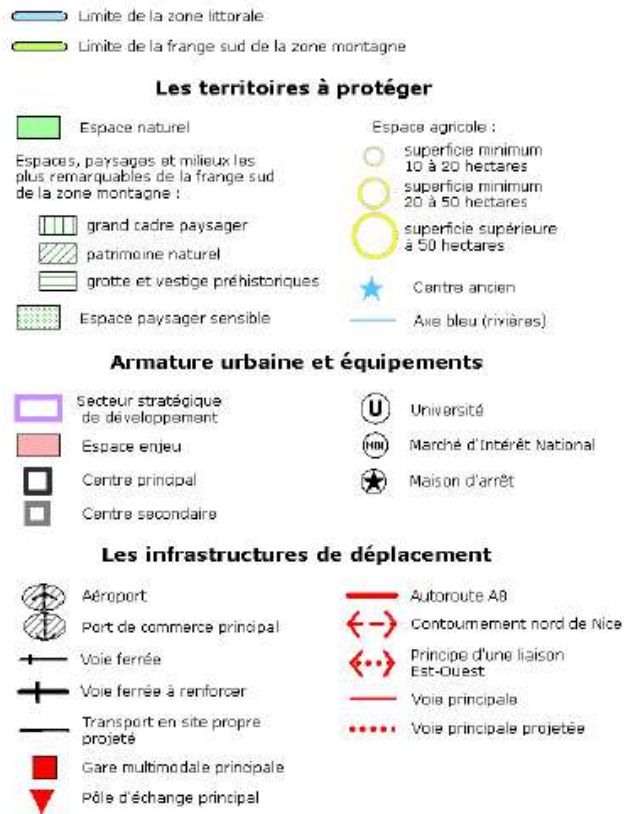 Limite de la zone littorale
Limite de la frange sud de la zone montagne
Les territoires à protéger
Espace naturel
Espaces, paysages et milieux les
plus remarquables de la frange sud
de la zone montagne :
grand cadre paysager
patrimoine naturel
grotte et vestige préhistoriques
Espace paysager sensible
Espace agricole :
superficie minimum
10 à 20 hectares
superficie minimum
20 à 50 hectares
superficie supérieure
à 50 hectares
Centre ancien
Axe bleu (rivières)
Armature urbaine et équipements
Secteur stratégique
de développement
Espace enjeu
Centre principal
Centre secondaire
U Université
MIN Marché d'Intérêt National
Maison d'arrêt
Les infrastructures de déplacement
Aéroport
Port de commerce principal
Voie ferrée
Voie ferrée à renforcer
Transport en site propre
projeté
Gare multimodale principale
Pôle d'échange principal
Autoroute A8
Contournement nord de Nice
Principe d'une liaison
Est-Ouest
Voie principale
Voie principale projetée